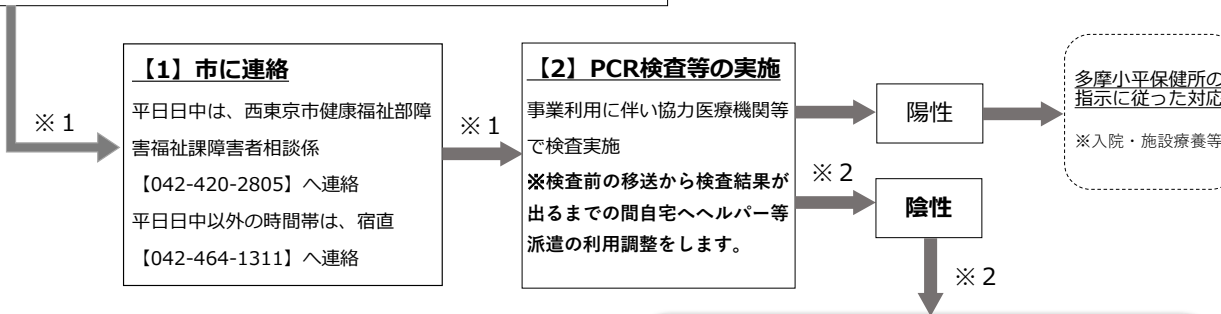 ※１
【1】市に連絡
平日日中は、西東京市健康福祉部障
害福祉課障害者相談係
【042-420-2805】へ連絡
平日日中以外の時間帯は、宿直
【042-464-1311】へ連絡
※１
【2】PCR検査等の実施
事業利用に伴い協力医療機関等
で検査実施
※検査前の移送から検査結果が
出るまでの間自宅へヘルパー等
派遣の利用調整をします。
陽性
多摩小平保健所の
指示に従った対応
※入院・施設療養等
※２
陰性
※２